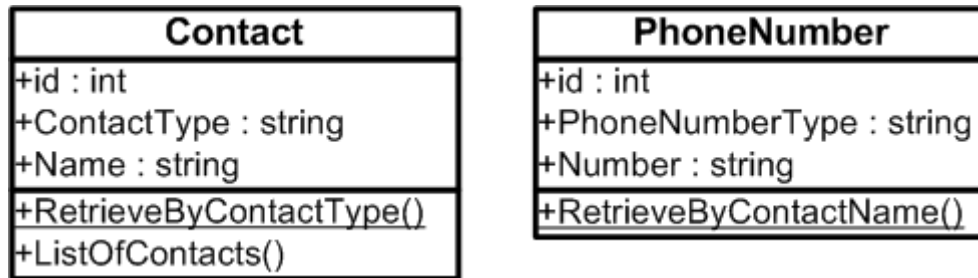 Contact
+id : int
+ContactType : string
+Name : string
+RetrieveByContactType()
+ListOfContacts()
PhoneNumber
+id : int
+PhoneNumberType : string
+Number : string
+RetrieveByContactName()